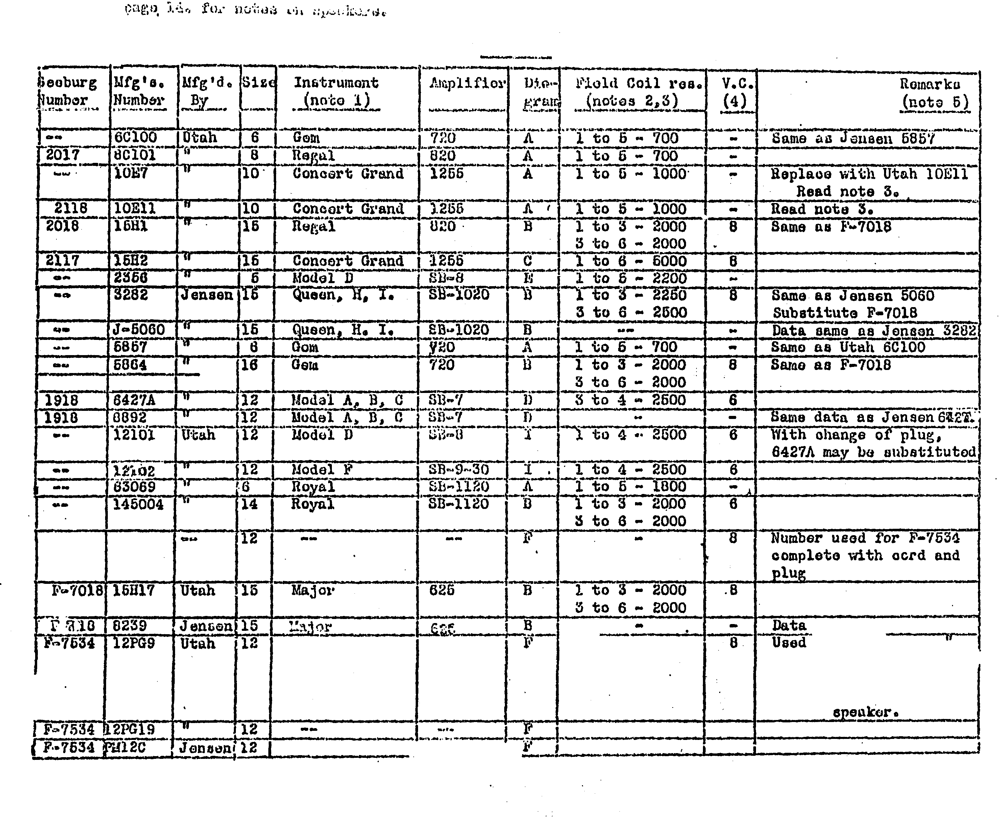 page 14. for notes on speakers.
Seeburg Mfg's. Mfg'd. Size Instrument Amplifier Dia- Field Coil res. V.C. Remarks
Number Number By (note 1) gram (notes 2,3) (4) (note 5)
-- 6C100 Utah 6 Gem 720 A 1 to 5 - 700 - Same as Jensen 5857
2017 8C101 " 8 Regal 820 A 1 to 5 - 700 -
-- 10E7 " 10 Concert Grand 1255 A 1 to 5 - 1000 - Replace with Utah 10E11
Read note 3.
2118 10E11 " 10 Concert Grand 1255 A 1 to 5 - 1000 - Read note 3.
2018 15H1 " 15 Regal 820 B 1 to 3 - 2000 8 Same as F-7018
3 to 6 - 2000
2117 15H2 " 15 Concert Grand 1255 C 1 to 6 - 5000 8
-- 2356 " 5 Model D SB-8 E 1 to 5 - 2200 -
-- 3282 Jensen 15 Queen, H, I. SB-1020 B 1 to 3 - 2250 8 Same as Jensen 5060
3 to 6 - 2500 Substitute F-7018
-- J-5060 " 15 Queen, H. I. SB-1020 B -- - Data same as Jensen 3282
-- 5857 " 6 Gem 720 A 1 to 5 - 700 - Same as Utah 6C100
-- 5864 " 15 Gem 720 B 1 to 3 - 2000 8 Same as F-7018
3 to 6 - 2000
1918 6427A " 12 Model A, B, C SB-7 D 3 to 4 - 2500 6
1918 8892 " 12 Model A, B, C SB-7 D - - Same data as Jensen
-- 12101 Utah 12 Model D SB-8 I 1 to 4 - 2500 6 With change of plug,
6427A may be substituted
-- 12102 " 12 Model F SB-9-30 I 1 to 4 - 2500 6
-- 63069 " 6 Royal SB-1120 A 1 to 5 - 1800 -
-- 145004 " 14 Royal SB-1120 B 1 to 3 - 2000 6
3 to 6 - 2000
-- 12 -- -- F - 8 Number used for F-7534
complete with cord and
plug
F-7018 15H17 Utah 15 Major 625 B 1 to 3 - 2000 8
3 to 6 - 2000
8239 Jensen 15 Major 625 B - - Data
F-7534 12PG9 Utah 12 F 8 Used "
speaker.
F-7534 12PG19 " 12 -- -- F
F-7534 PM12C Jensen 12 F